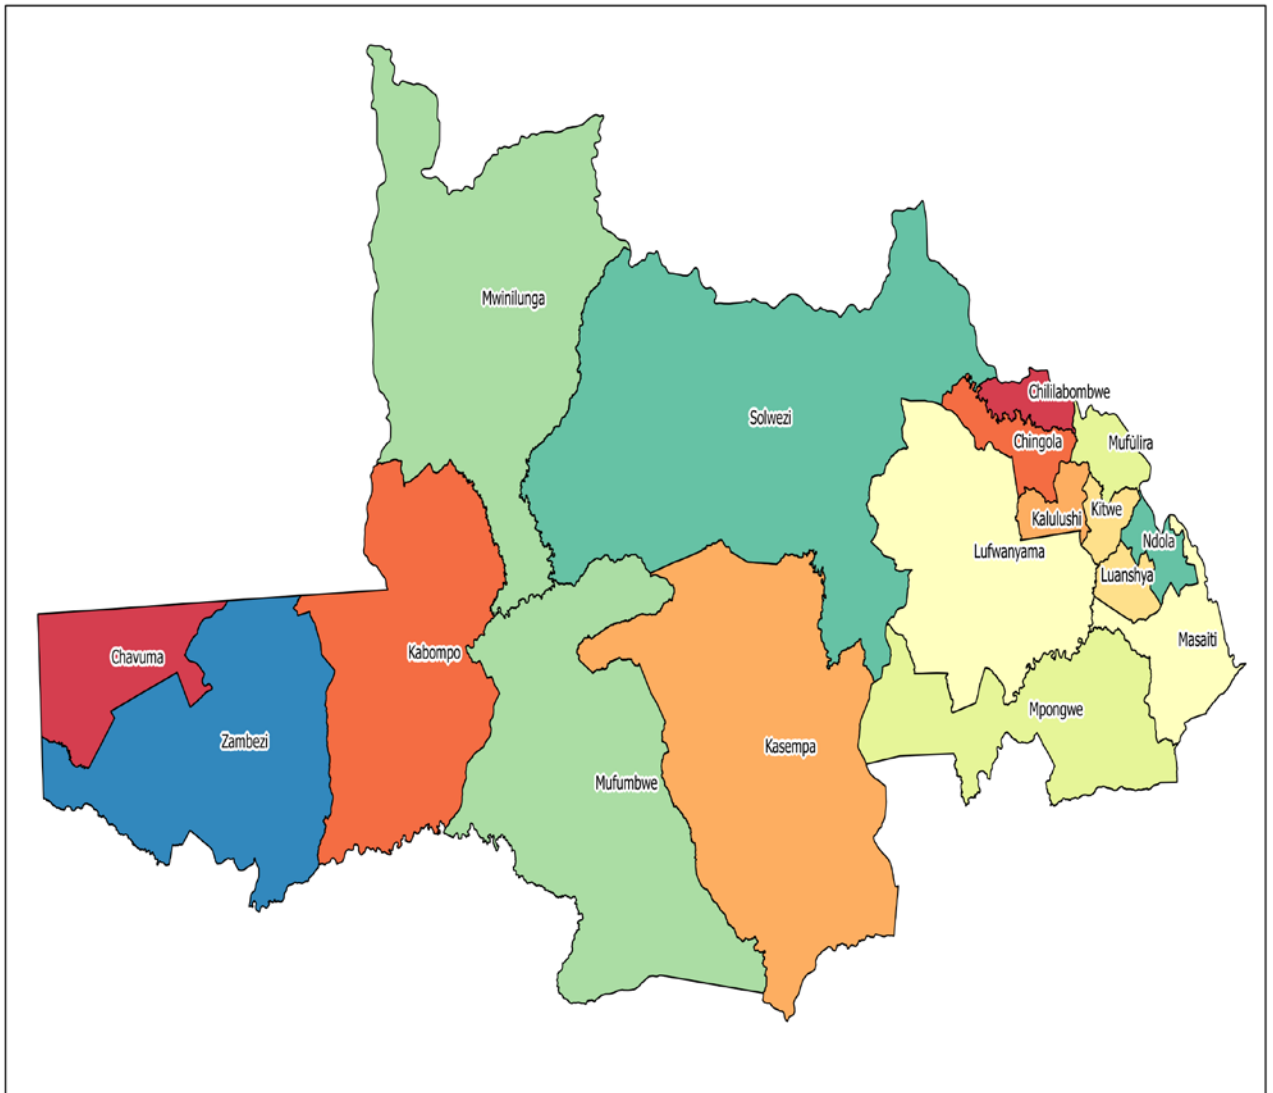 Mwinilunga
Chililabombwe
Solwezi
Chingola
Mufulira
Kitwe
Kalulushi
Ndola
Lufwanyama
Luanshya
Masaiti
Kabompo
Chavuma
Mpongwe
Zambezi
Kasempa
Mufumbwe